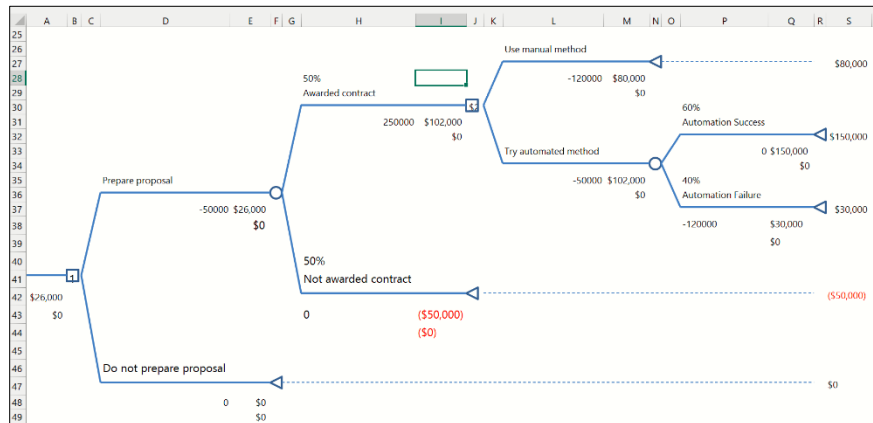 A B C D E F G H I J K L M N O P Q R S
25
26 Use manual method
27 $80,000
28 50% -120000 $80,000
29 Awarded contract $0
30 60%
31 250000 $102,000 Automation Success
32 $0 $150,000
33 0 $150,000
34 Try automated method $0
35 Prepare proposal -50000 $102,000 40%
36 $0 Automation Failure
37 -50000 $26,000 $30,000
38 $0 -120000 $30,000
39 $0
40 50%
41 1 Not awarded contract
42 $26,000 ($50,000)
43 $0 0 ($50,000)
44 ($0)
45
46 Do not prepare proposal
47 $0
48 0 $0
49 $0